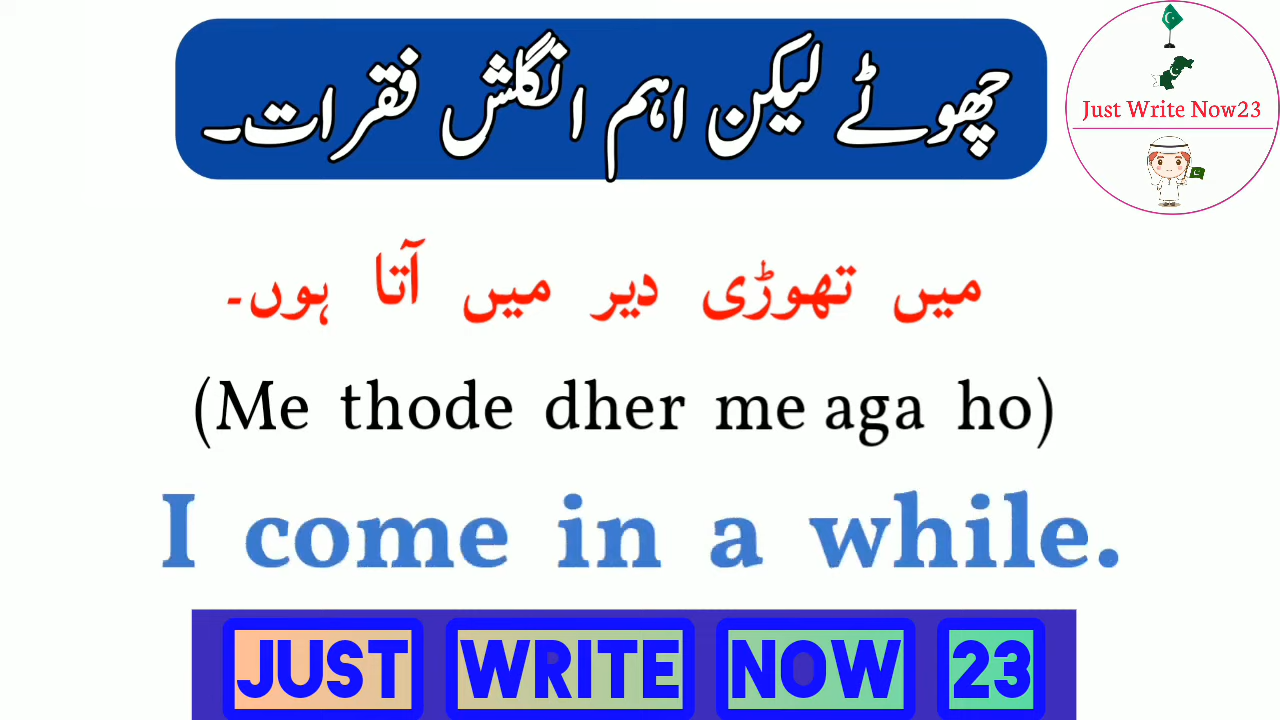 چھوٹے لیکن اہم انگلش فقرات۔
Just Write Now23
میں تھوڑی دیر میں آتا ہوں۔
(Me thode dher me aga ho)
I come in a while.
JUST WRITE NOW 23